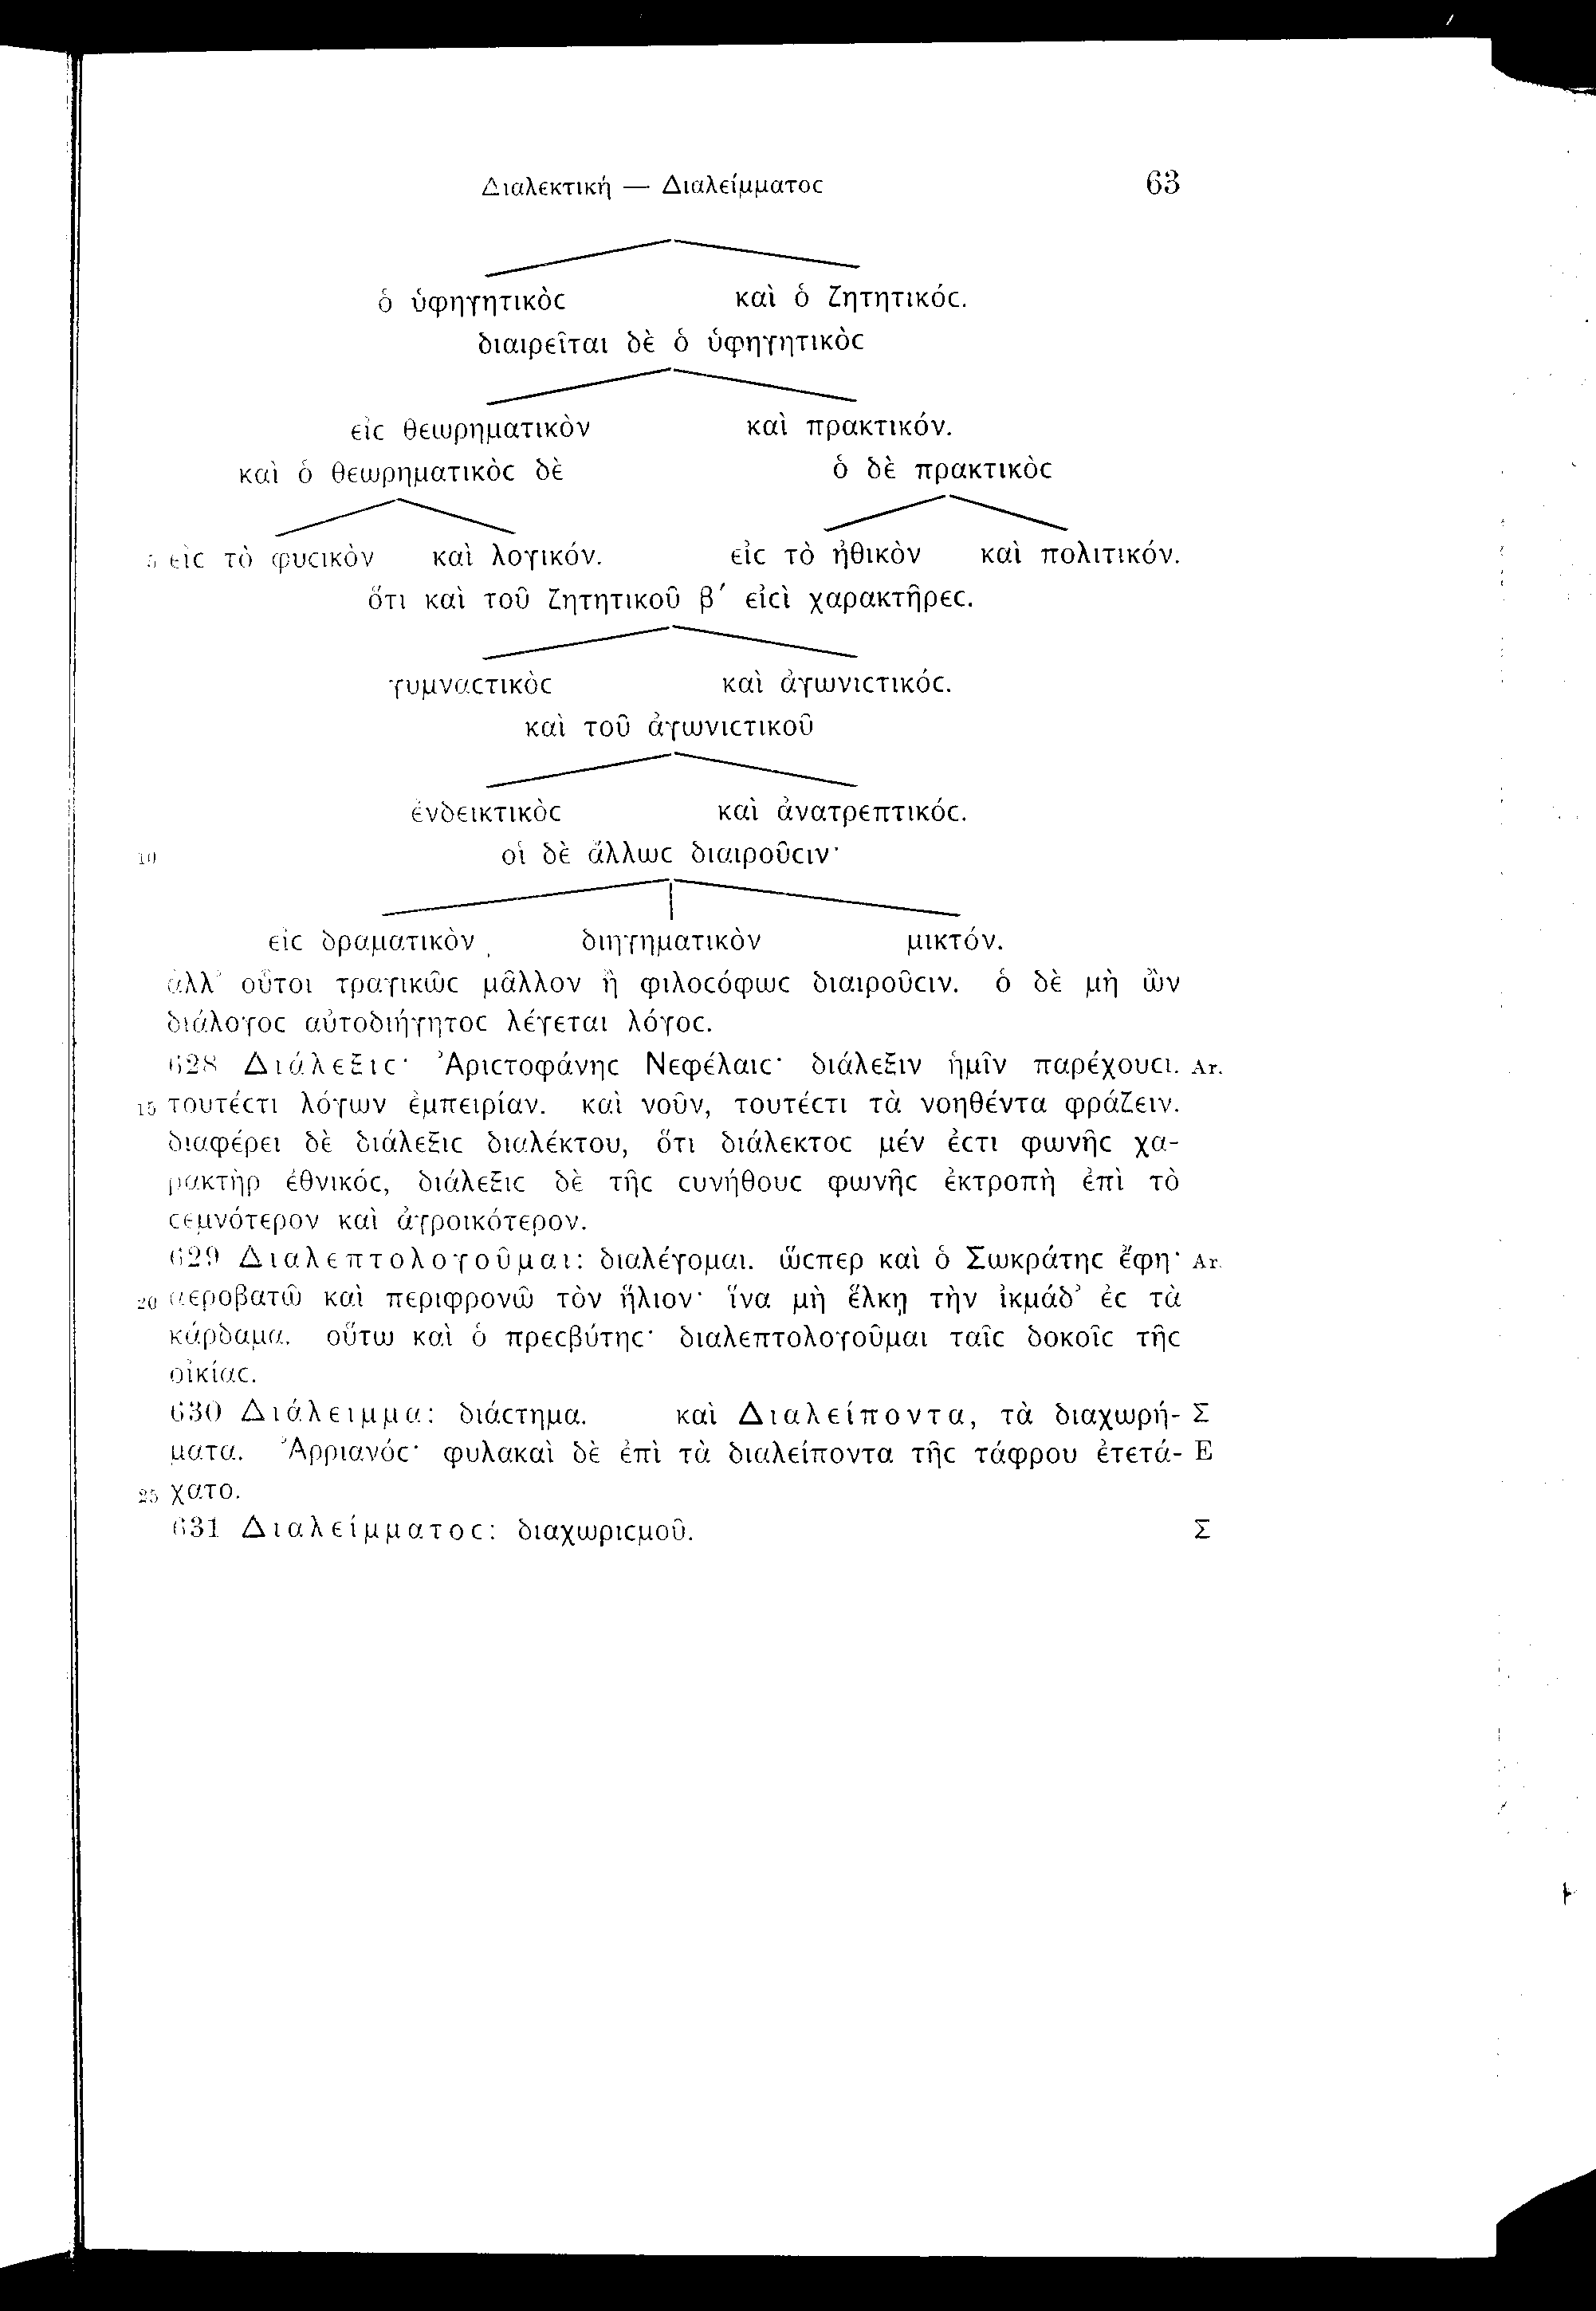 Διαλεκτική — Διαλείμματοϲ 63
ὁ ὑφηγητικὸϲ καὶ ὁ ζητητικόϲ.
διαιρεῖται δὲ ὁ ὑφηγητικὸϲ
εἰϲ θεωρηματικὸν καὶ πρακτικόν.
καὶ ὁ θεωρηματικὸϲ δὲ ὁ δὲ πρακτικὸϲ
5 εἰϲ τὸ φυϲικὸν καὶ λογικόν. εἰϲ τὸ ἠθικὸν καὶ πολιτικόν.
ὅτι καὶ τοῦ ζητητικοῦ β′ εἰϲὶ χαρακτῆρεϲ.
γυμναϲτικὸϲ καὶ ἀγωνιϲτικόϲ.
καὶ τοῦ ἀγωνιϲτικοῦ
ἐνδεικτικὸϲ καὶ ἀνατρεπτικόϲ.
10 οἱ δὲ ἄλλωϲ διαιροῦϲιν·
εἰϲ δραματικὸν διηγηματικὸν μικτόν.
ἀλλ' οὗτοι τραγικῶϲ μᾶλλον ἢ φιλοϲόφωϲ διαιροῦϲιν. ὁ δὲ μὴ ὢν
διάλογοϲ αὐτοδιήγητοϲ λέγεται λόγοϲ.
628 Διάλεξιϲ· Ἀριϲτοφάνηϲ Νεφέλαιϲ· διάλεξιν ἡμῖν παρέχουϲι. Ar.
15 τουτέϲτι λόγων ἐμπειρίαν. καὶ νοῦν, τουτέϲτι τὰ νοηθέντα φράζειν.
διαφέρει δὲ διάλεξιϲ διαλέκτου, ὅτι διάλεκτοϲ μέν ἐϲτι φωνῆϲ χα-
ρακτὴρ ἐθνικόϲ, διάλεξιϲ δὲ τῆϲ ϲυνήθουϲ φωνῆϲ ἐκτροπὴ ἐπὶ τὸ
ϲεμνότερον καὶ ἀγροικότερον.
629 Διαλεπτολογοῦμαι: διαλέγομαι. ὥϲπερ καὶ ὁ Σωκράτηϲ ἔφη· Ar.
20 ἀεροβατῶ καὶ περιφρονῶ τὸν ἥλιον· ἵνα μὴ ἕλκῃ τὴν ἰκμάδ' ἐϲ τὰ
κάρδαμα. οὕτω καὶ ὁ πρεϲβύτηϲ· διαλεπτολογοῦμαι ταῖϲ δοκοῖϲ τῆϲ
οἰκίαϲ.
630 Διάλειμμα: διάϲτημα. καὶ Διαλείποντα, τὰ διαχωρή- Σ
ματα. Ἀρριανόϲ· φυλακαὶ δὲ ἐπὶ τὰ διαλείποντα τῆϲ τάφρου ἐτετά- E
25 χατο.
631 Διαλείμματοϲ: διαχωριϲμοῦ. Σ